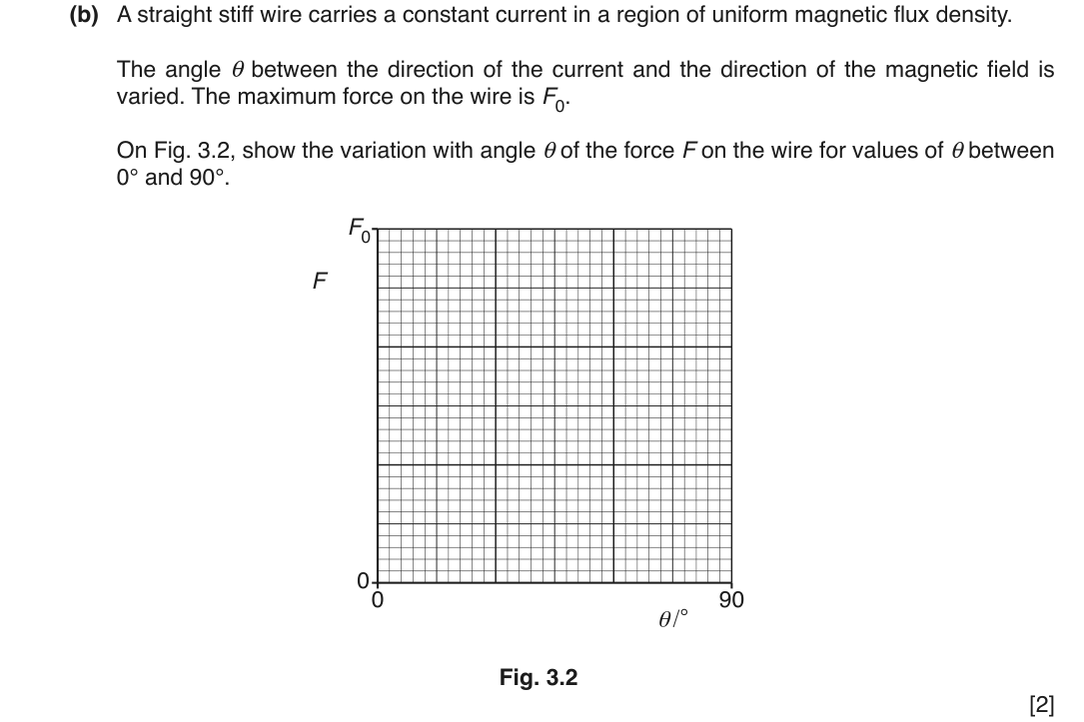 (b) A straight stiff wire carries a constant current in a region of uniform magnetic flux density.
The angle θ between the direction of the current and the direction of the magnetic field is
varied. The maximum force on the wire is F₀.
On Fig. 3.2, show the variation with angle θ of the force F on the wire for values of θ between
0° and 90°.
F₀
F
0
0
90
θ/°
Fig. 3.2
[2]